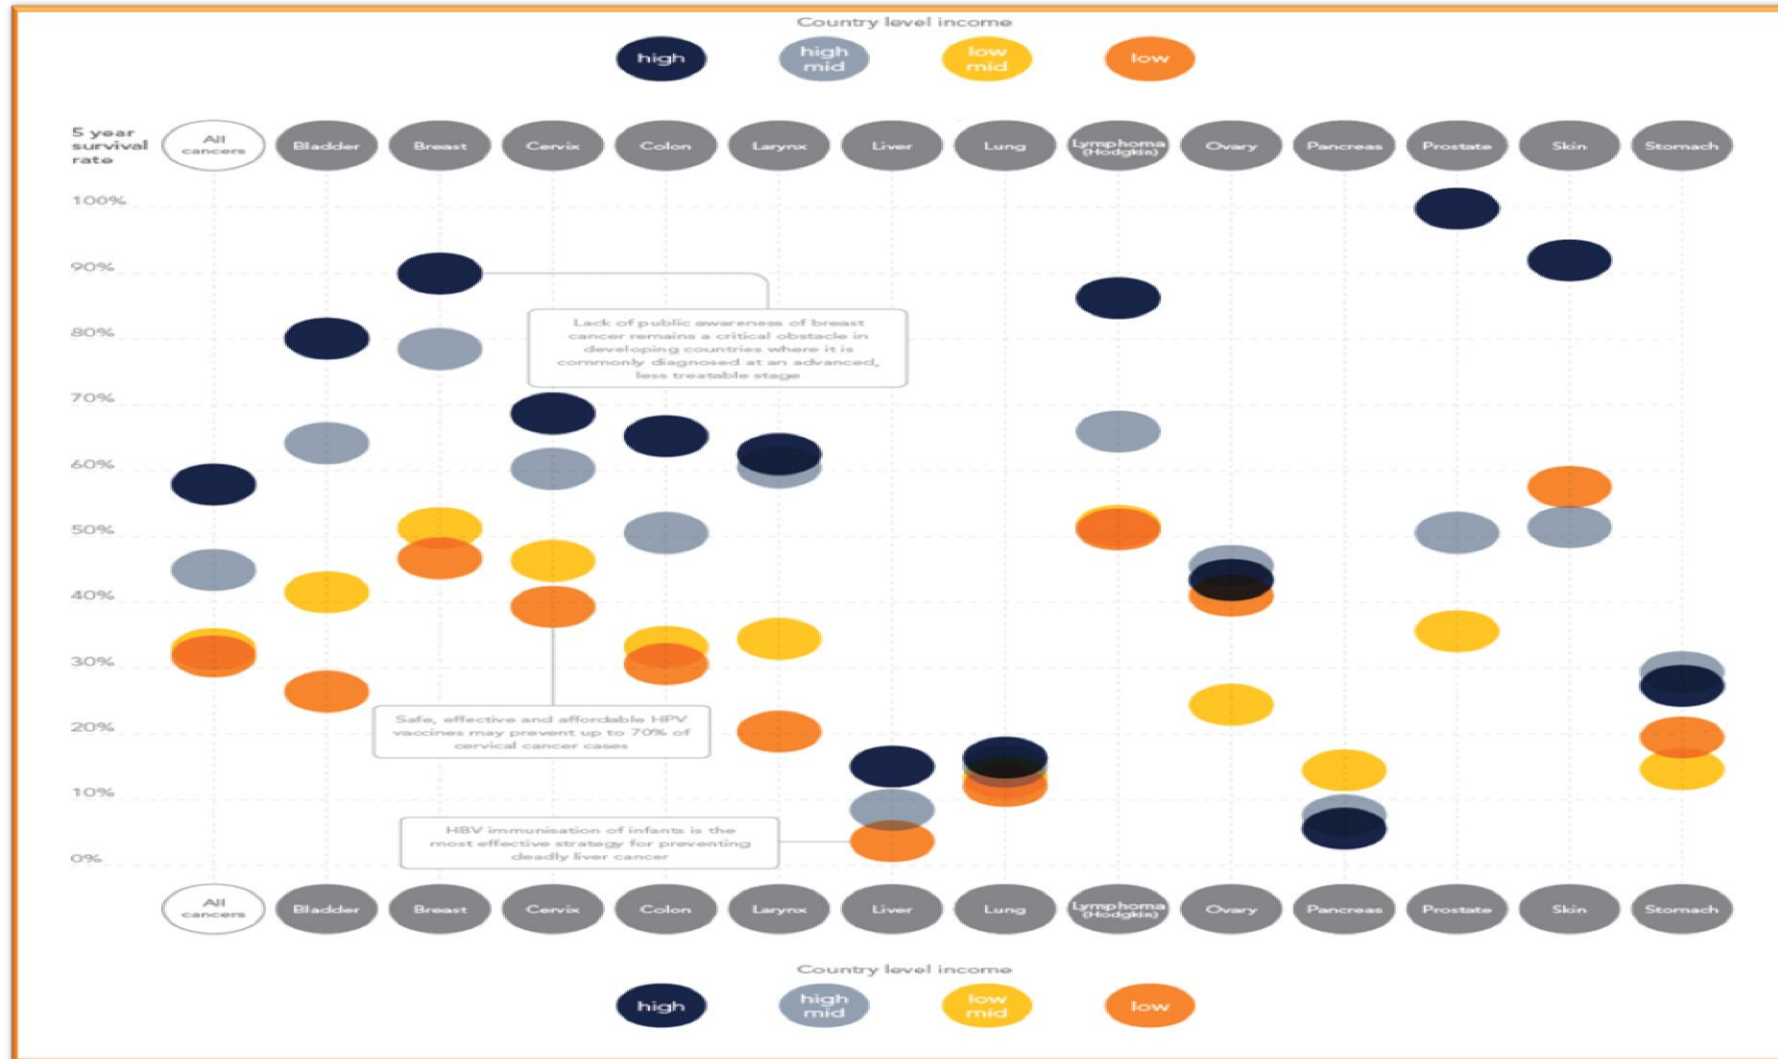 Country level income
high
high
mid
low
mid
low
5 year
survival
rate
All
cancers
Bladder
Breast
Cervix
Colon
Larynx
Liver
Lung
Lymphoma
(Hodgkin)
Ovary
Pancreas
Prostate
Skin
Stomach
100%
90%
80%
70%
60%
50%
40%
30%
20%
10%
0%
Lack of public awareness of breast
cancer remains a critical obstacle in
developing countries where it is
commonly diagnosed at an advanced,
less treatable stage
Safe, effective and affordable HPV
vaccines may prevent up to 70% of
cervical cancer cases
HBV immunisation of infants is the
most effective strategy for preventing
deadly liver cancer
All
cancers
Bladder
Breast
Cervix
Colon
Larynx
Liver
Lung
Lymphoma
(Hodgkin)
Ovary
Pancreas
Prostate
Skin
Stomach
Country level income
high
high
mid
low
mid
low